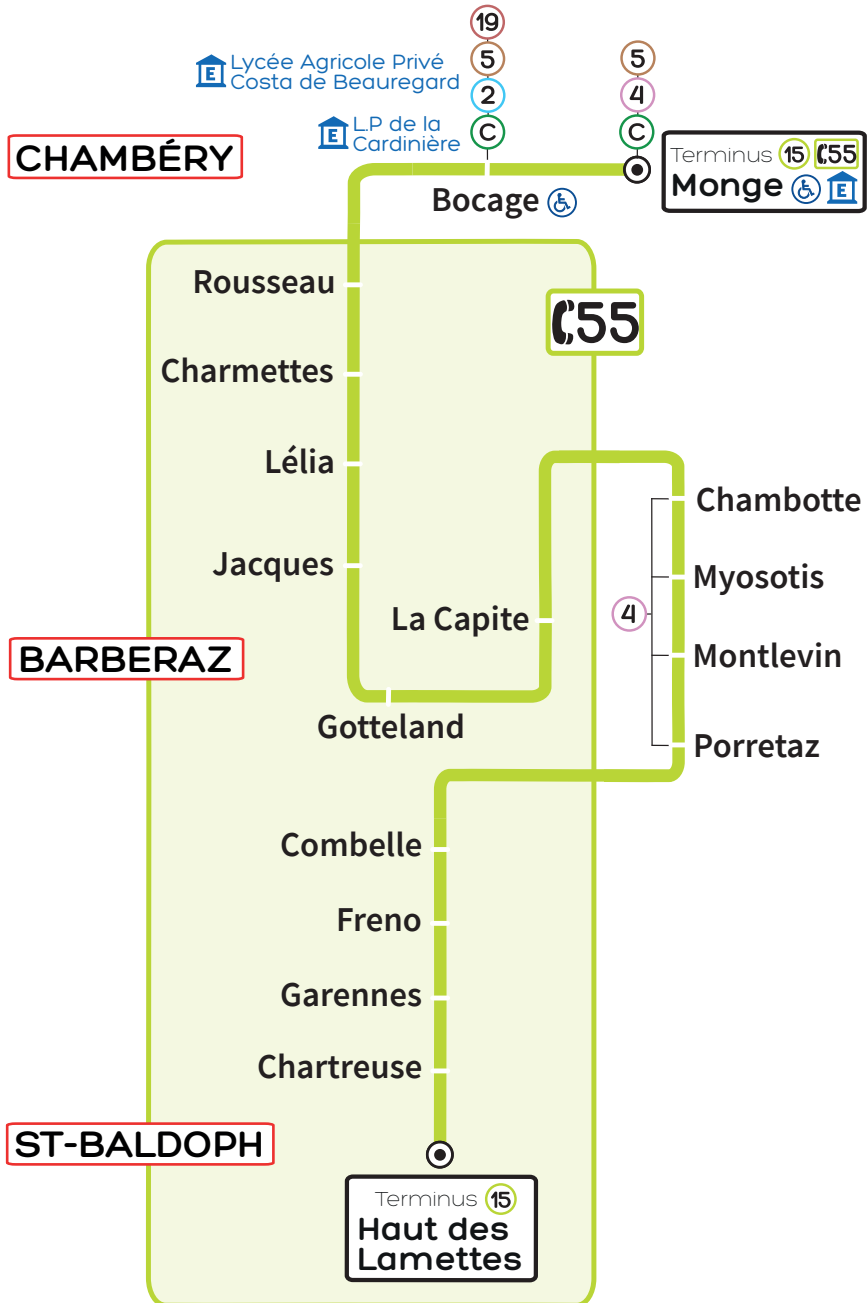 19
5
2
C
5
4
C
E
Lycée Agricole Privé
Costa de Beauregard
E
L.P de la
Cardinière
CHAMBÉRY
Terminus 15 55
Monge E
Bocage
Rousseau
55
Charmettes
Lélia
Chambotte
Jacques
Myosotis
La Capite
4
BARBERAZ
Montlevin
Gotteland
Porretaz
Combelle
Freno
Garennes
Chartreuse
ST-BALDOPH
Terminus 15
Haut des
Lamettes